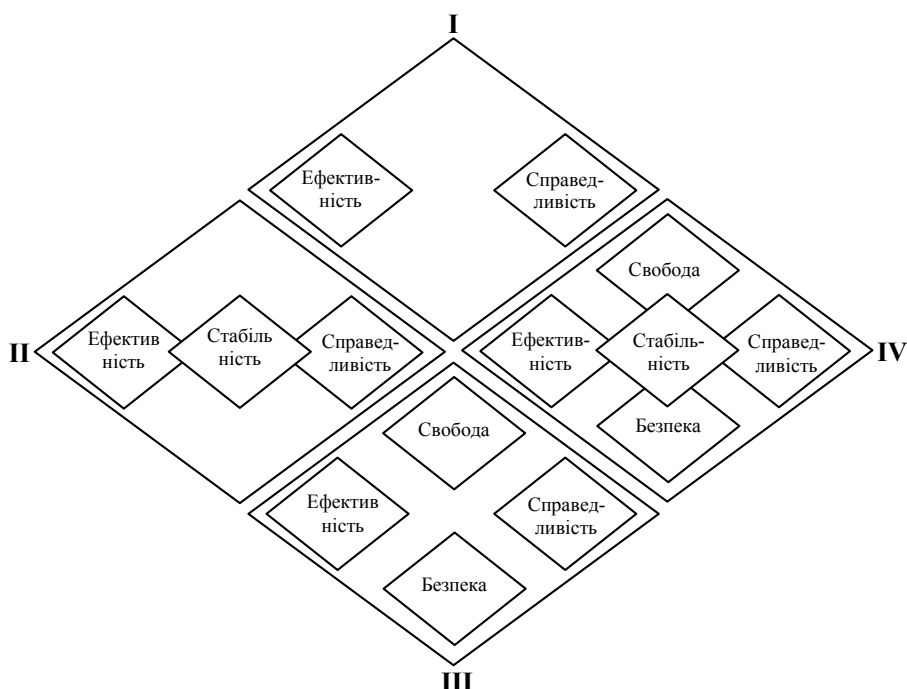 I
Ефектив-
ність
Справед-
ливість
Свобода
II
Ефектив
ність
Стабіль
ність
Справед-
ливість
Ефектив-
ність
Стабіль-
ність
Справед-
ливість
IV
Безпека
Свобода
Ефектив
ність
Справед-
ливість
Безпека
III